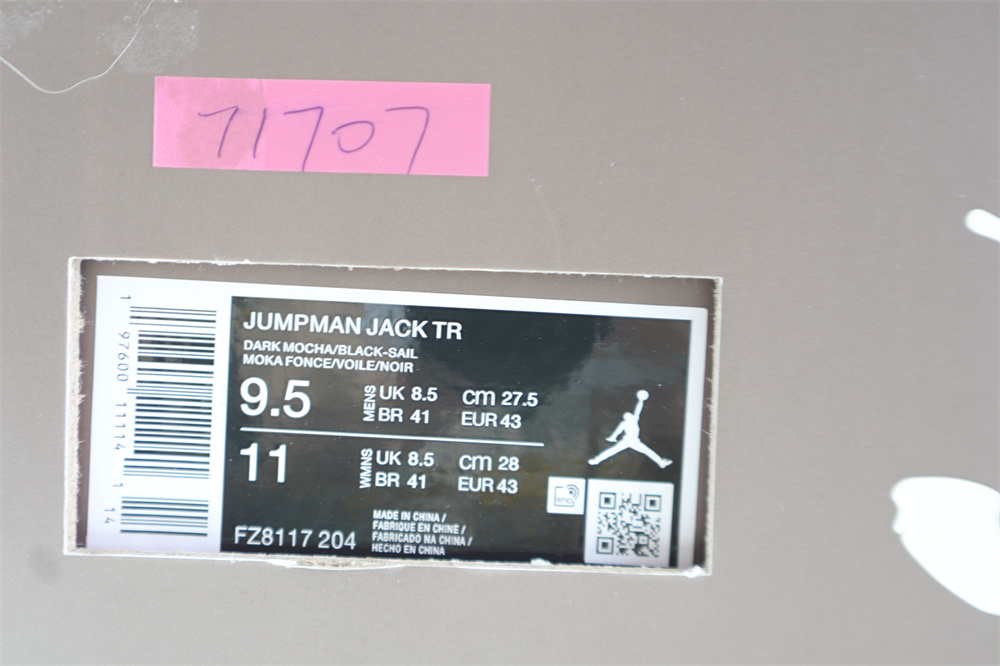 71707
JUMPMAN JACK TR
DARK MOCHA/BLACK-SAIL
MOKA FONCE/VOILE/NOIR
9.5 MENS UK 8.5 cm 27.5
BR 41 EUR 43
11 WMNS UK 8.5 cm 28
BR 41 EUR 43
FZ8117 204
MADE IN CHINA /
FABRIQUE EN CHINE /
FABRICADO NA CHINA /
HECHO EN CHINA
RFID
1 97600 11114 1 14